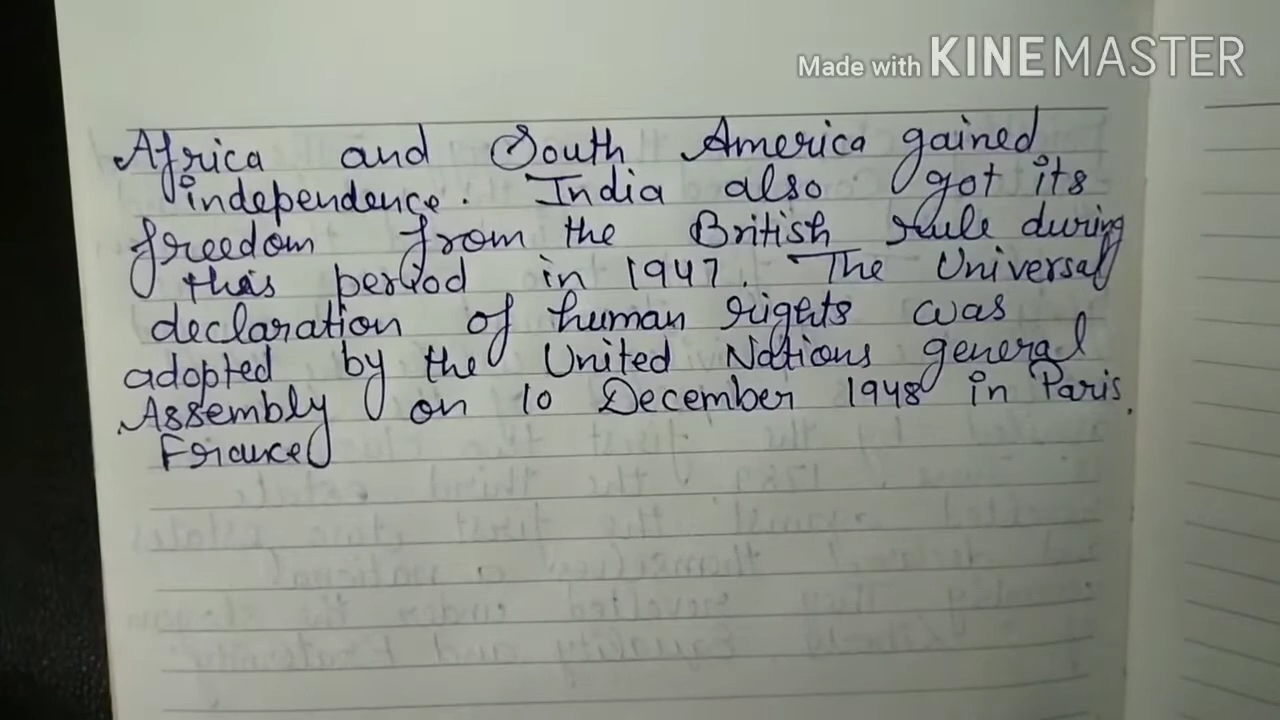 Made with KINEMASTER
Africa and South America gained
independence. India also got its
freedom from the British rule during
this period in 1947. The Universal
declaration of human rights was
adopted by the United Nations general
Assembly on 10 December 1948 in Paris,
France